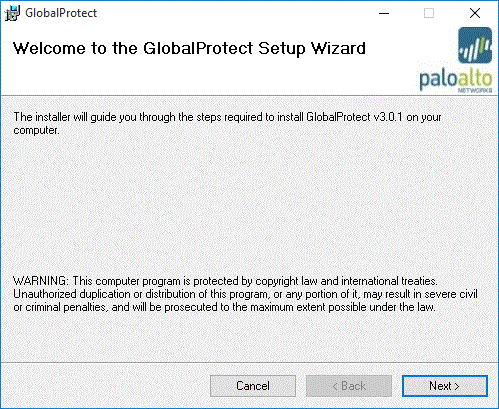 GlobalProtect
Welcome to the GlobalProtect Setup Wizard
paloalto
NETWORKS
The installer will guide you through the steps required to install GlobalProtect v3.0.1 on your
computer.
WARNING: This computer program is protected by copyright law and international treaties.
Unauthorized duplication or distribution of this program, or any portion of it, may result in severe civil
or criminal penalties, and will be prosecuted to the maximum extent possible under the law.
Cancel
< Back
Next >